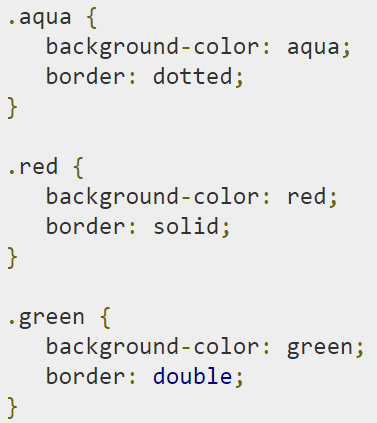 .aqua {
   background-color: aqua;
   border: dotted;
}

.red {
   background-color: red;
   border: solid;
}

.green {
   background-color: green;
   border: double;
}